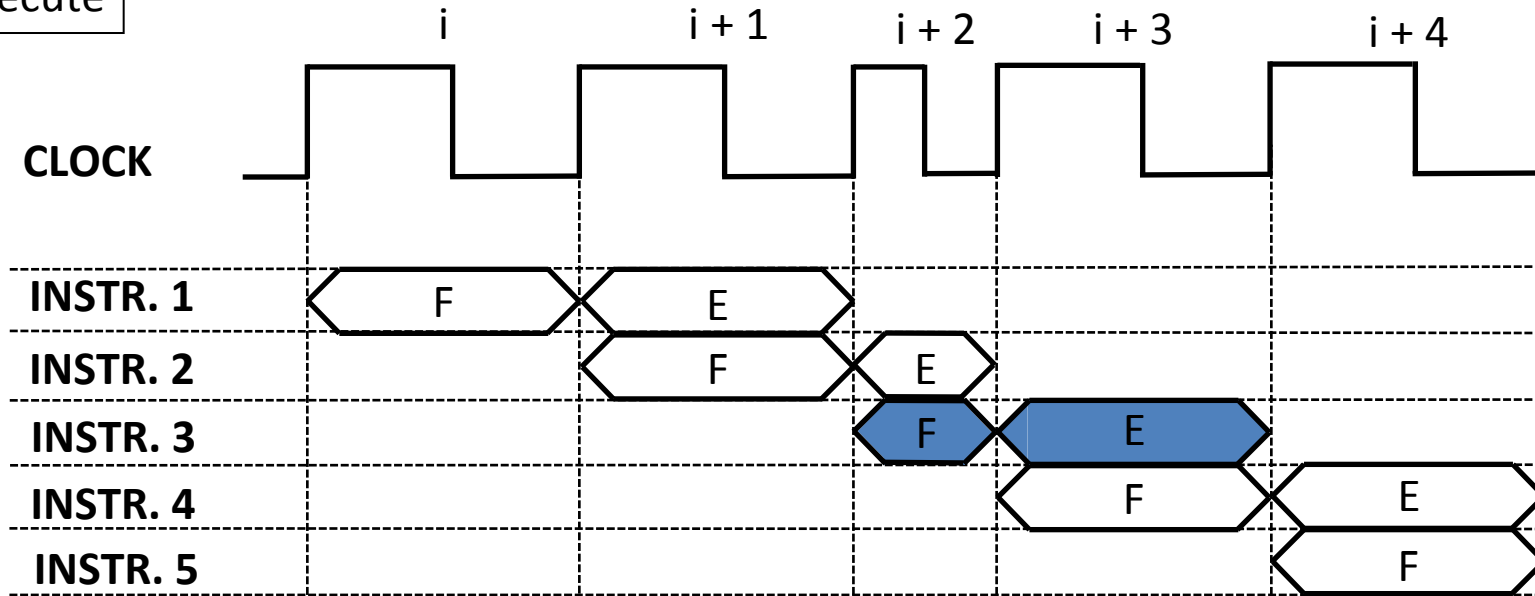 ecute
i i + 1 i + 2 i + 3 i + 4
CLOCK
INSTR. 1 F E
INSTR. 2 F E
INSTR. 3 F E
INSTR. 4 F E
INSTR. 5 F